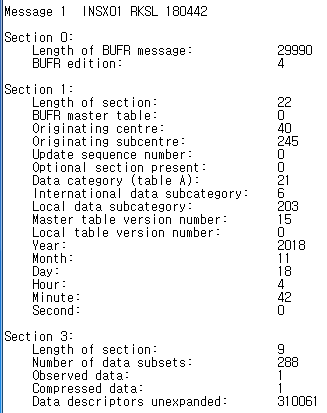 Message 1  INSX01 RKSL 180442
Section 0:
Length of BUFR message: 29990
BUFR edition: 4
Section 1:
Length of section: 22
BUFR master table: 0
Originating centre: 40
Originating subcentre: 245
Update sequence number: 0
Optional section present: 0
Data category (table A): 21
International data subcategory: 6
Local data subcategory: 203
Master table version number: 15
Local table version number: 0
Year: 2018
Month: 11
Day: 18
Hour: 4
Minute: 42
Second: 0
Section 3:
Length of section: 9
Number of data subsets: 288
Observed data: 1
Compressed data: 1
Data descriptors unexpanded: 310061